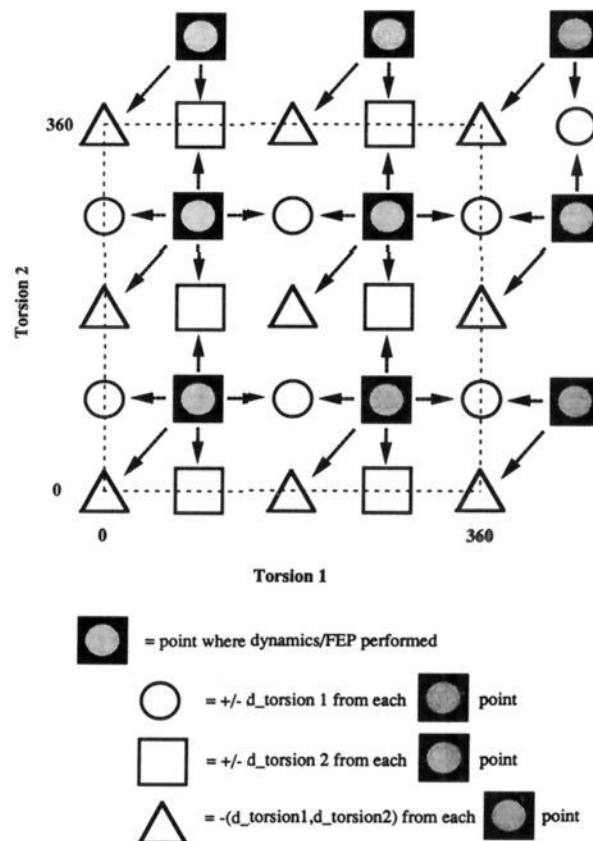 360
Torsion 2
0
0
360
Torsion 1
= point where dynamics/FEP performed
= +/- d_torsion 1 from each point
= +/- d_torsion 2 from each point
= -(d_torsion1,d_torsion2) from each point